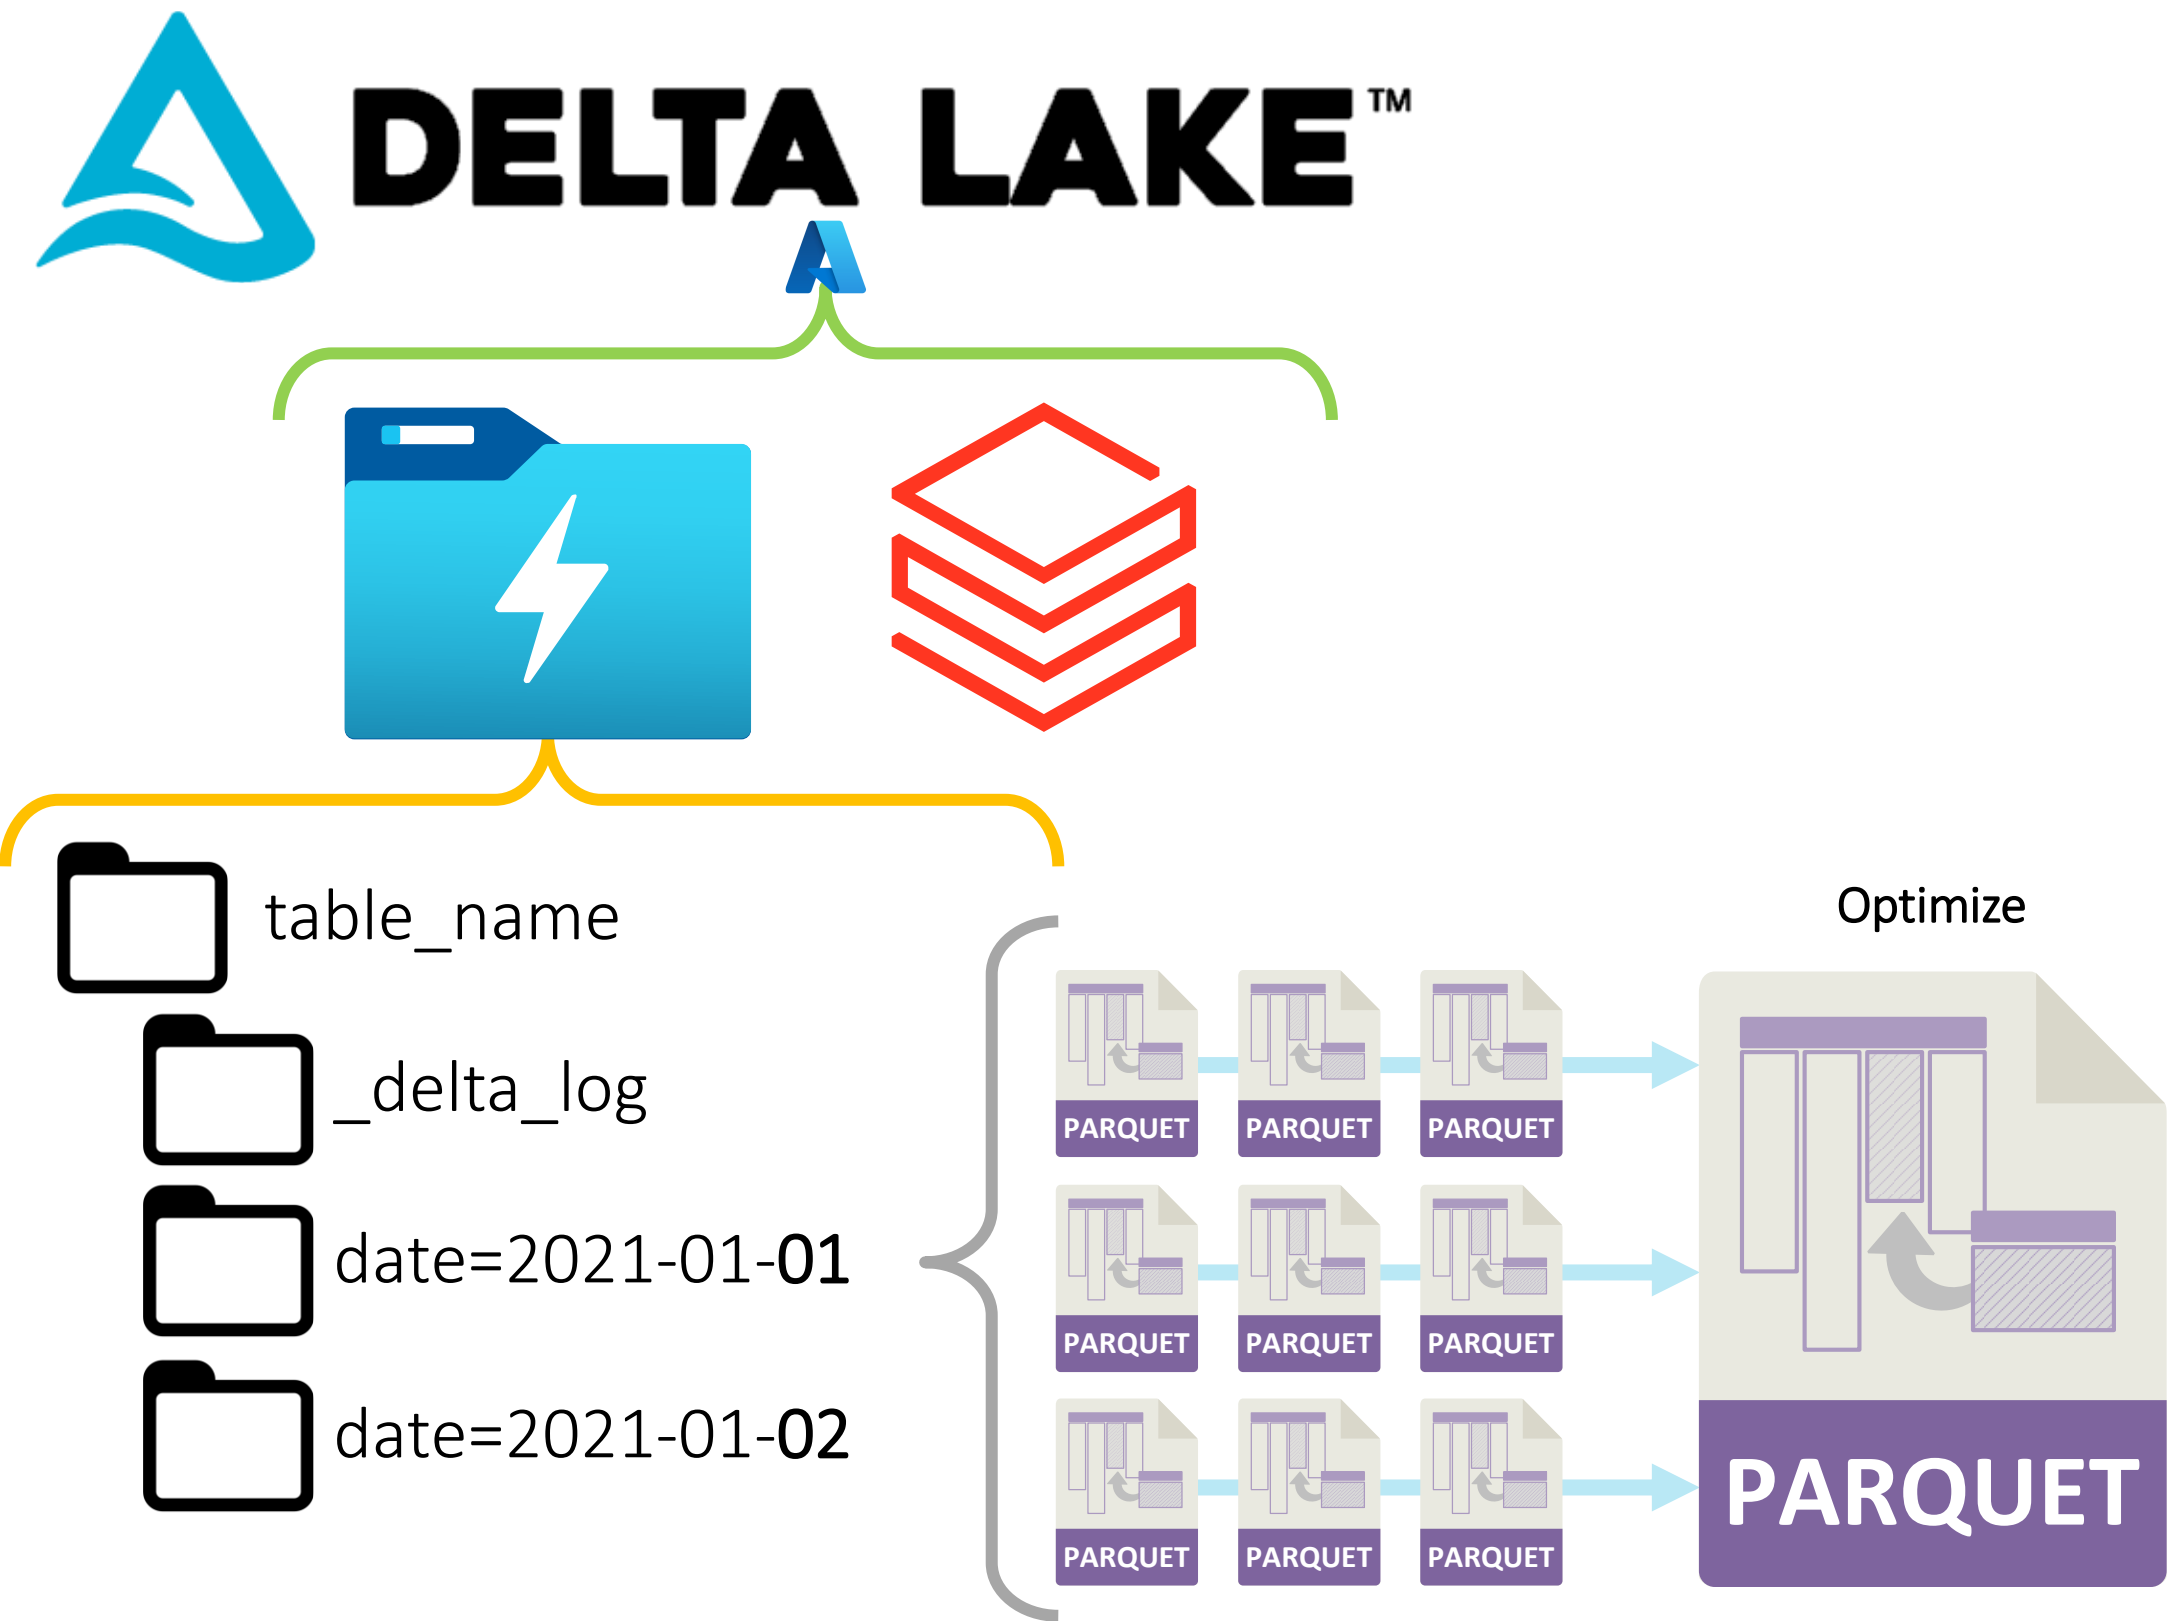 DELTA LAKE™
table_name
_delta_log
date=2021-01-01
date=2021-01-02
Optimize
PARQUET PARQUET PARQUET
PARQUET PARQUET PARQUET
PARQUET PARQUET PARQUET
PARQUET